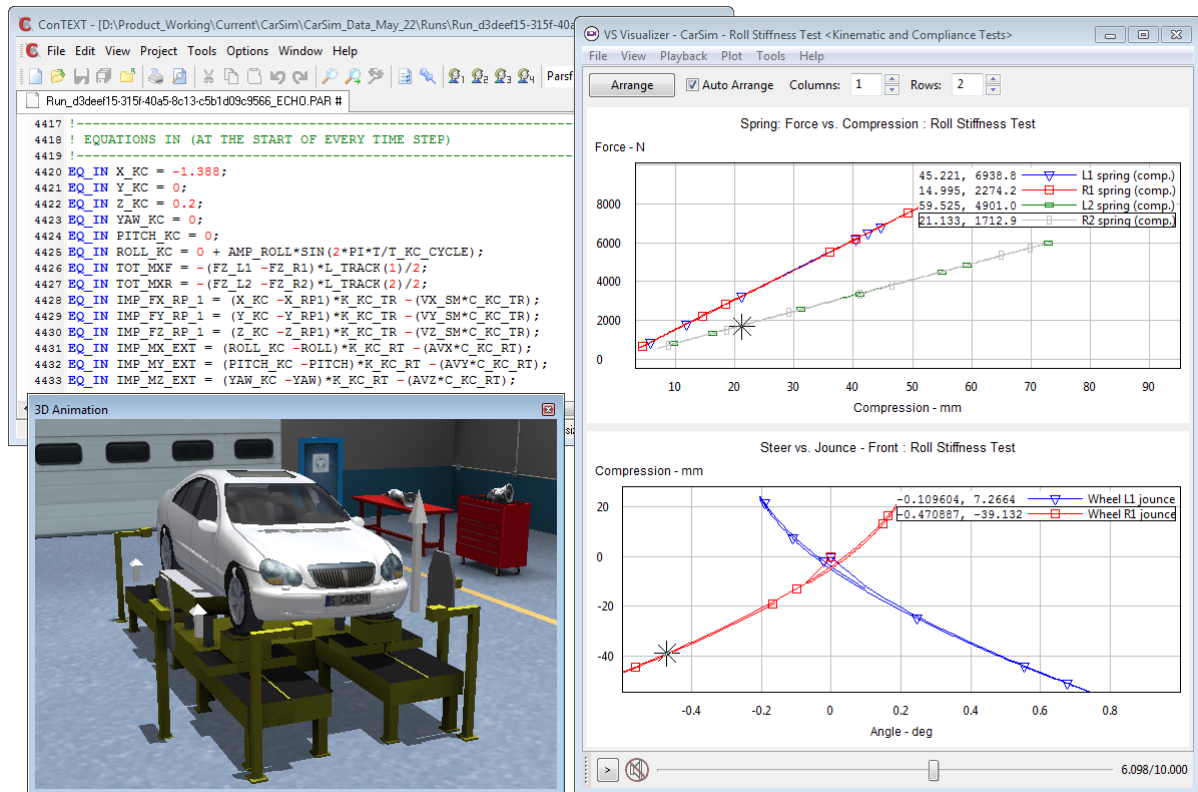 ConTEXT - [D:\Product_Working\Current\CarSim\CarSim_Data_May_22\Runs\Run_d3deef15-315f-40a
File Edit View Project Tools Options Window Help
Parsf
Run_d3deef15-315f-40a5-8c13-c5b1d09c9566_ECHO.PAR #
4417 !--------------------------------------------------------------
4418 ! EQUATIONS IN (AT THE START OF EVERY TIME STEP)
4419 !--------------------------------------------------------------
4420 EQ_IN X_KC = -1.388;
4421 EQ_IN Y_KC = 0;
4422 EQ_IN Z_KC = 0.2;
4423 EQ_IN YAW_KC = 0;
4424 EQ_IN PITCH_KC = 0;
4425 EQ_IN ROLL_KC = 0 + AMP_ROLL*SIN(2*PI*T/T_KC_CYCLE);
4426 EQ_IN TOT_MXF = -(FZ_L1 -FZ_R1)*L_TRACK(1)/2;
4427 EQ_IN TOT_MXR = -(FZ_L2 -FZ_R2)*L_TRACK(2)/2;
4428 EQ_IN IMP_FX_RP_1 = (X_KC -X_RP1)*K_KC_TR -(VX_SM*C_KC_TR);
4429 EQ_IN IMP_FY_RP_1 = (Y_KC -Y_RP1)*K_KC_TR -(VY_SM*C_KC_TR);
4430 EQ_IN IMP_FZ_RP_1 = (Z_KC -Z_RP1)*K_KC_TR -(VZ_SM*C_KC_TR);
4431 EQ_IN IMP_MX_EXT = (ROLL_KC -ROLL)*K_KC_RT -(AVX*C_KC_RT);
4432 EQ_IN IMP_MY_EXT = (PITCH_KC -PITCH)*K_KC_RT -(AVY*C_KC_RT);
4433 EQ_IN IMP_MZ_EXT = (YAW_KC -YAW)*K_KC_RT -(AVZ*C_KC_RT);
3D Animation
S CARSIM
VS Visualizer - CarSim - Roll Stiffness Test <Kinematic and Compliance Tests>
File View Playback Plot Tools Help
Arrange Auto Arrange Columns: 1 Rows: 2
Spring: Force vs. Compression : Roll Stiffness Test
Force - N
45.221, 6938.8 L1 spring (comp.)
14.995, 2274.2 R1 spring (comp.)
59.525, 4901.0 L2 spring (comp.)
21.133, 1712.9 R2 spring (comp.)
8000
6000
4000
2000
0
10 20 30 40 50 60 70 80 90
Compression - mm
Steer vs. Jounce - Front : Roll Stiffness Test
Compression - mm
-0.109604, 7.2664 Wheel L1 jounce
-0.470887, -39.132 Wheel R1 jounce
20
0
-20
-40
-0.4 -0.2 0 0.2 0.4 0.6 0.8
Angle - deg
> 6.098/10.000